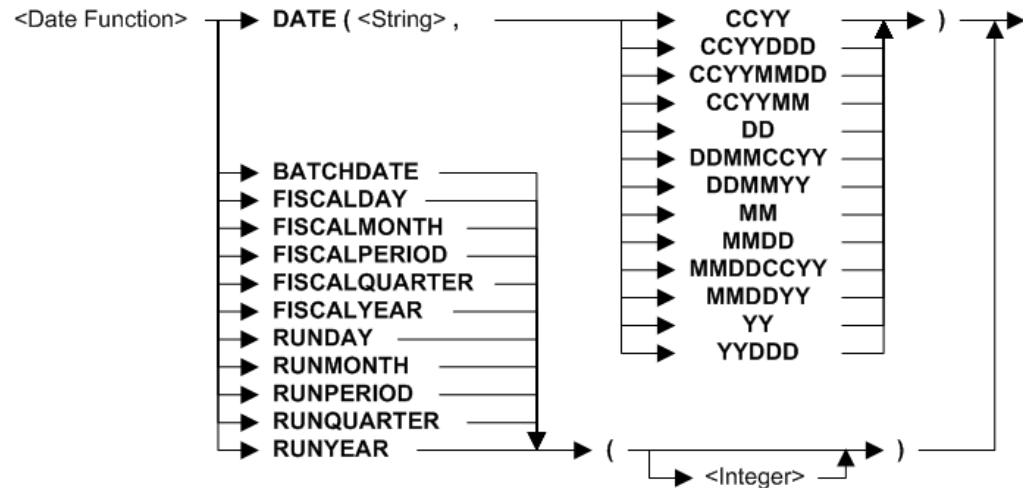 <Date Function> DATE ( <String> , CCYY )
CCYYDDD
CCYYMMDD
CCYYMM
DD
DDMMCCYY
DDMMYY
MM
MMDD
MMDDCCYY
MMDDYY
YY
YYDDD
BATCHDATE
FISCALDAY
FISCALMONTH
FISCALPERIOD
FISCALQUARTER
FISCALYEAR
RUNDAY
RUNMONTH
RUNPERIOD
RUNQUARTER
RUNYEAR ( )
<Integer>